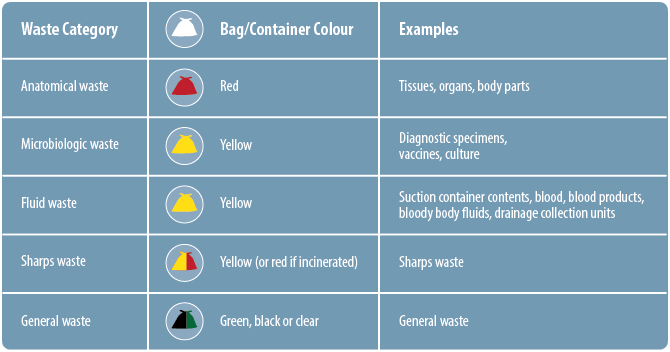 Waste Category
Bag/Container Colour
Examples
Anatomical waste
Red
Tissues, organs, body parts
Microbiologic waste
Yellow
Diagnostic specimens,
vaccines, culture
Fluid waste
Yellow
Suction container contents, blood, blood products,
bloody body fluids, drainage collection units
Sharps waste
Yellow (or red if incinerated)
Sharps waste
General waste
Green, black or clear
General waste